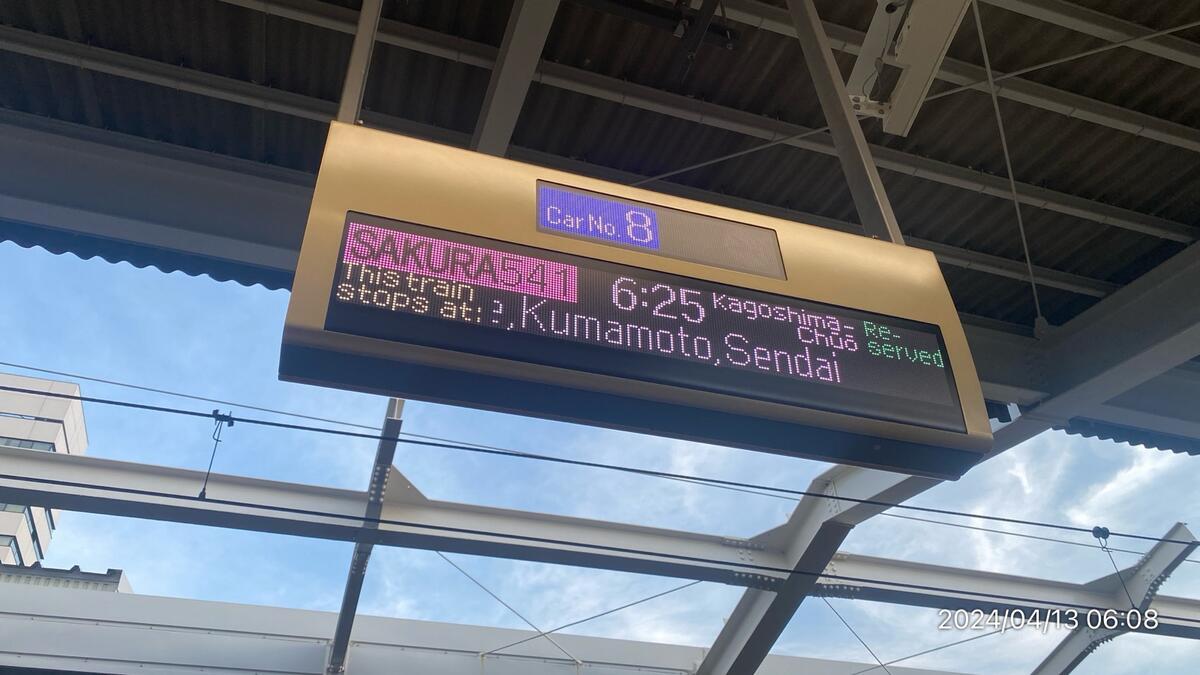 Car No. 8
SAKURA541 6:25 Kagoshima-Chuo Re-served
This train
stops at: e,Kumamoto,Sendai
2024/04/13 06:08